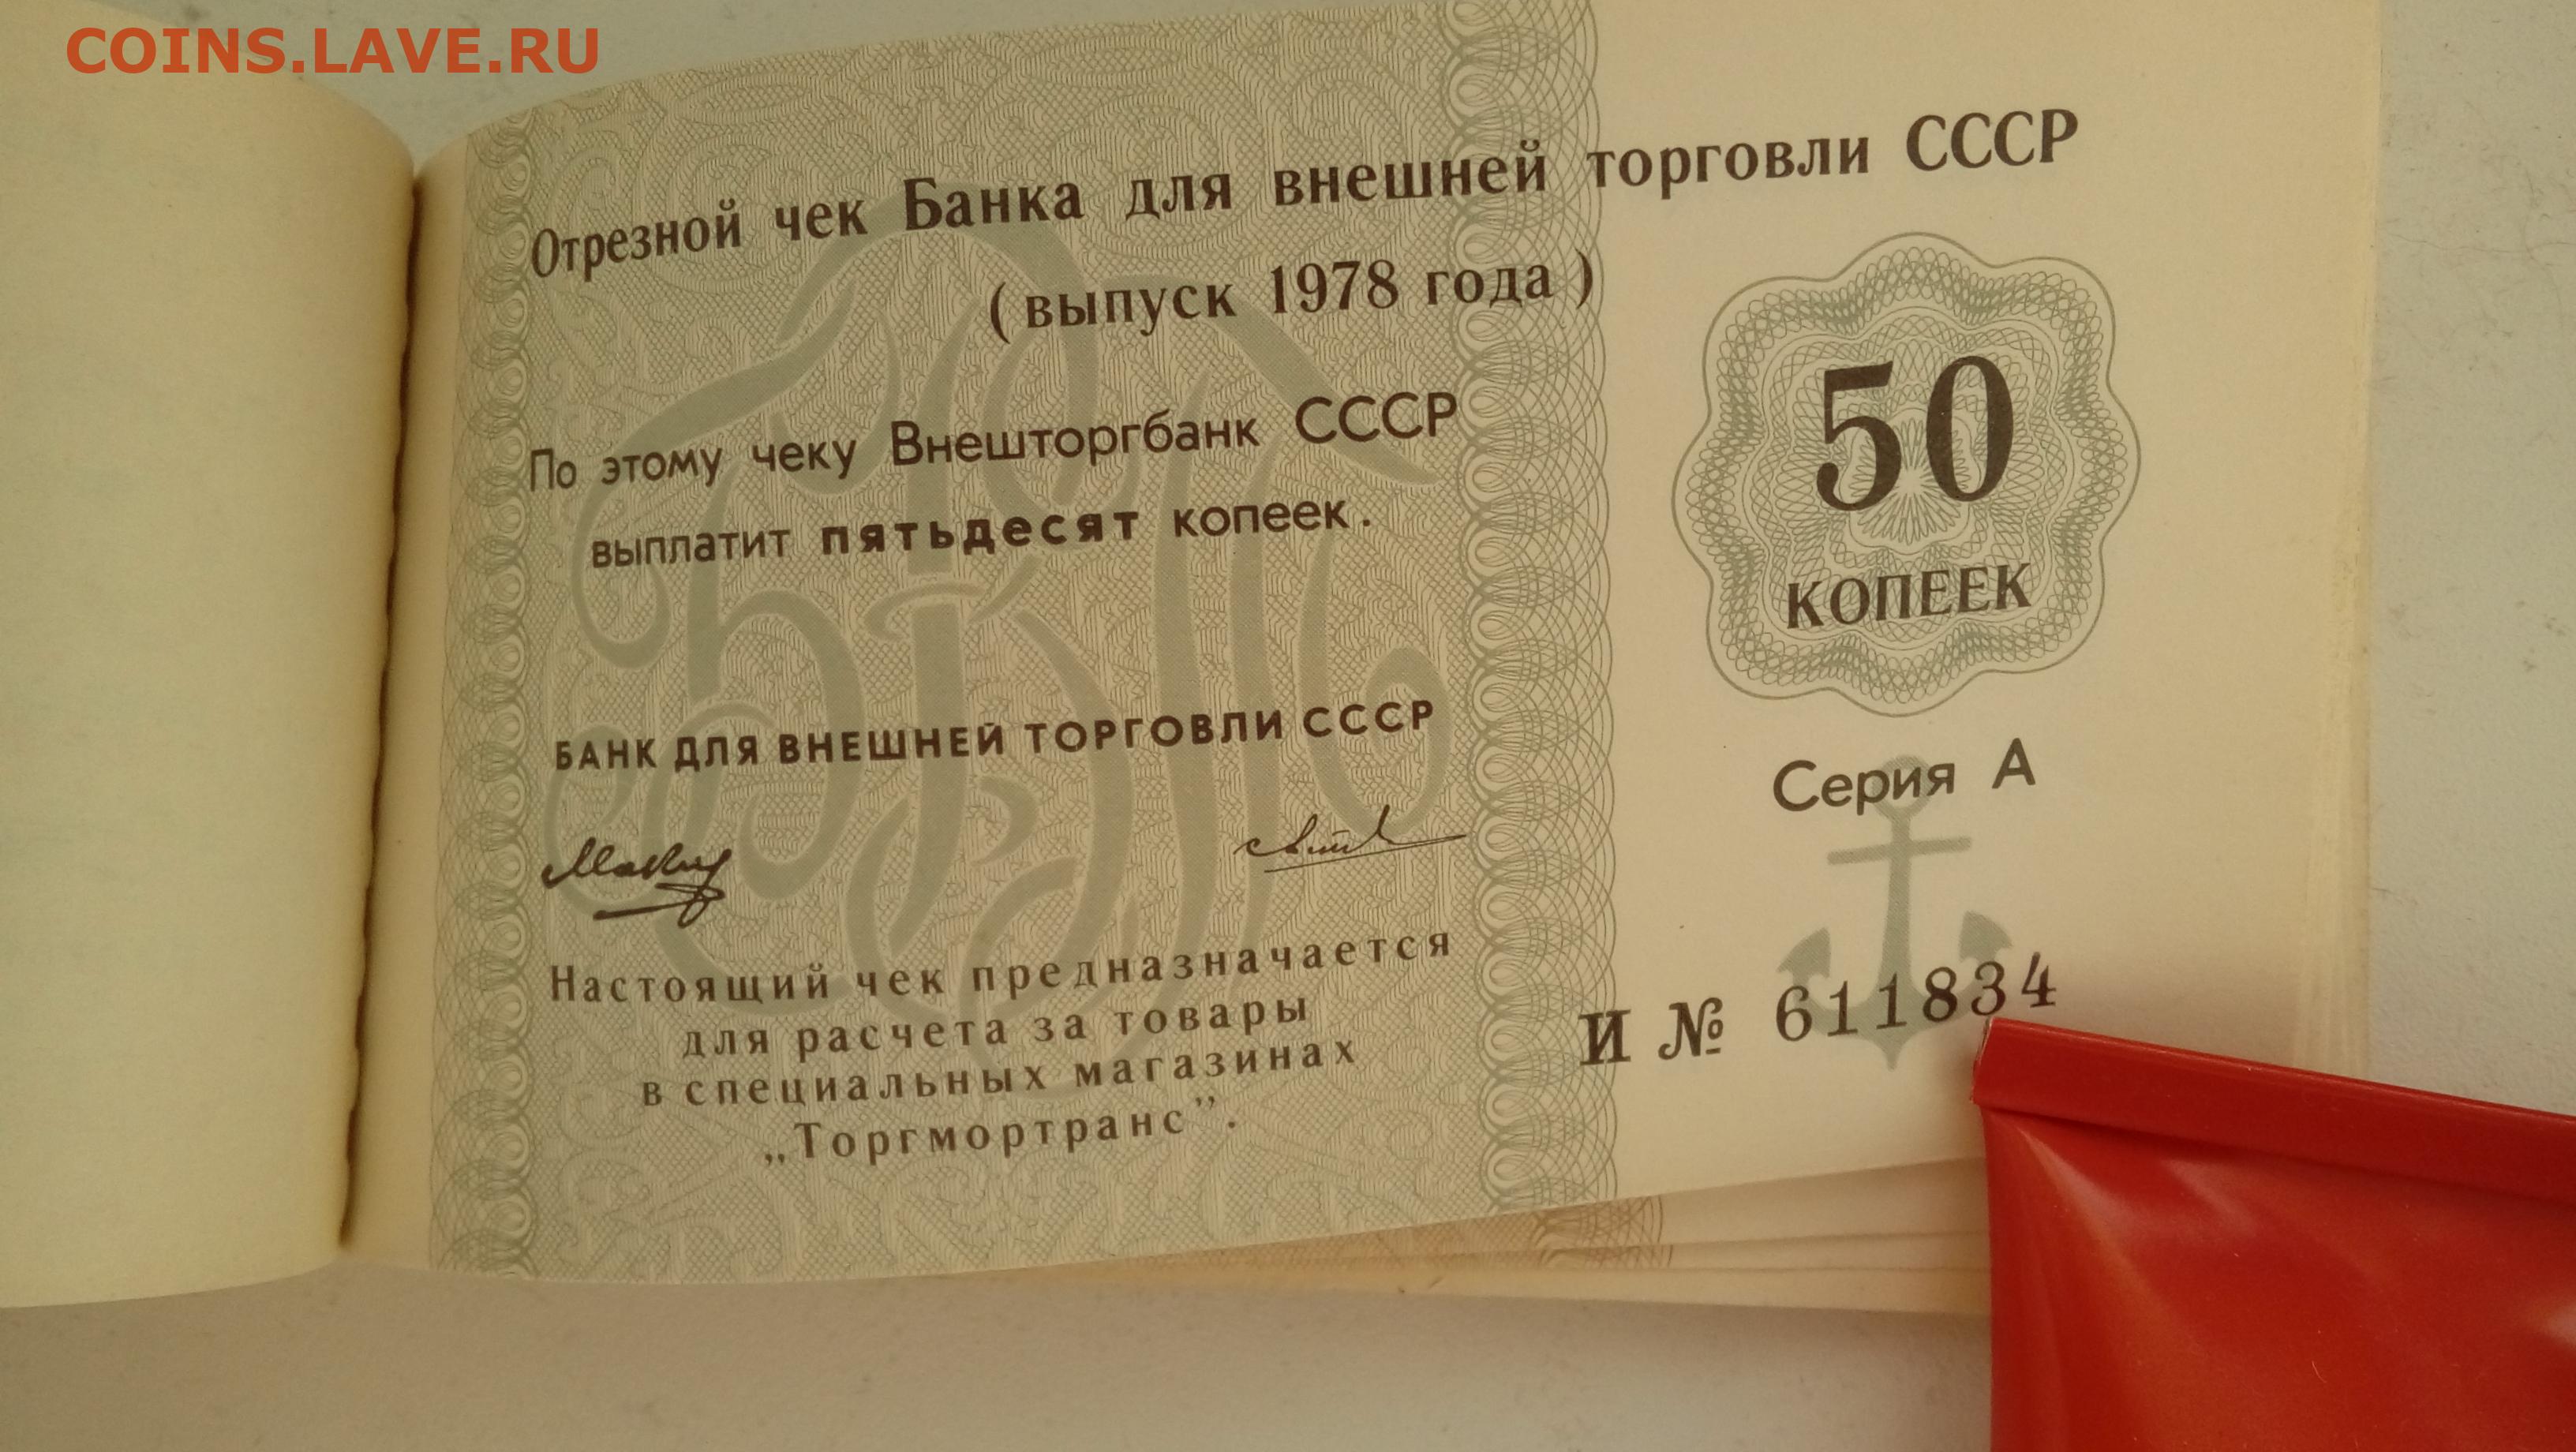 COINS.LAVE.RU
Отрезной чек Банка для внешней торговли СССР
( выпуск 1978 года )
50
КОПЕЕК
По этому чеку Внешторгбанк СССР
выплатит пятьдесят копеек.
БАНК ДЛЯ ВНЕШНЕЙ ТОРГОВЛИ СССР
Серия А
И № 611834
Настоящий чек предназначается
для расчета за товары
в специальных магазинах
„Торгмортранс”.